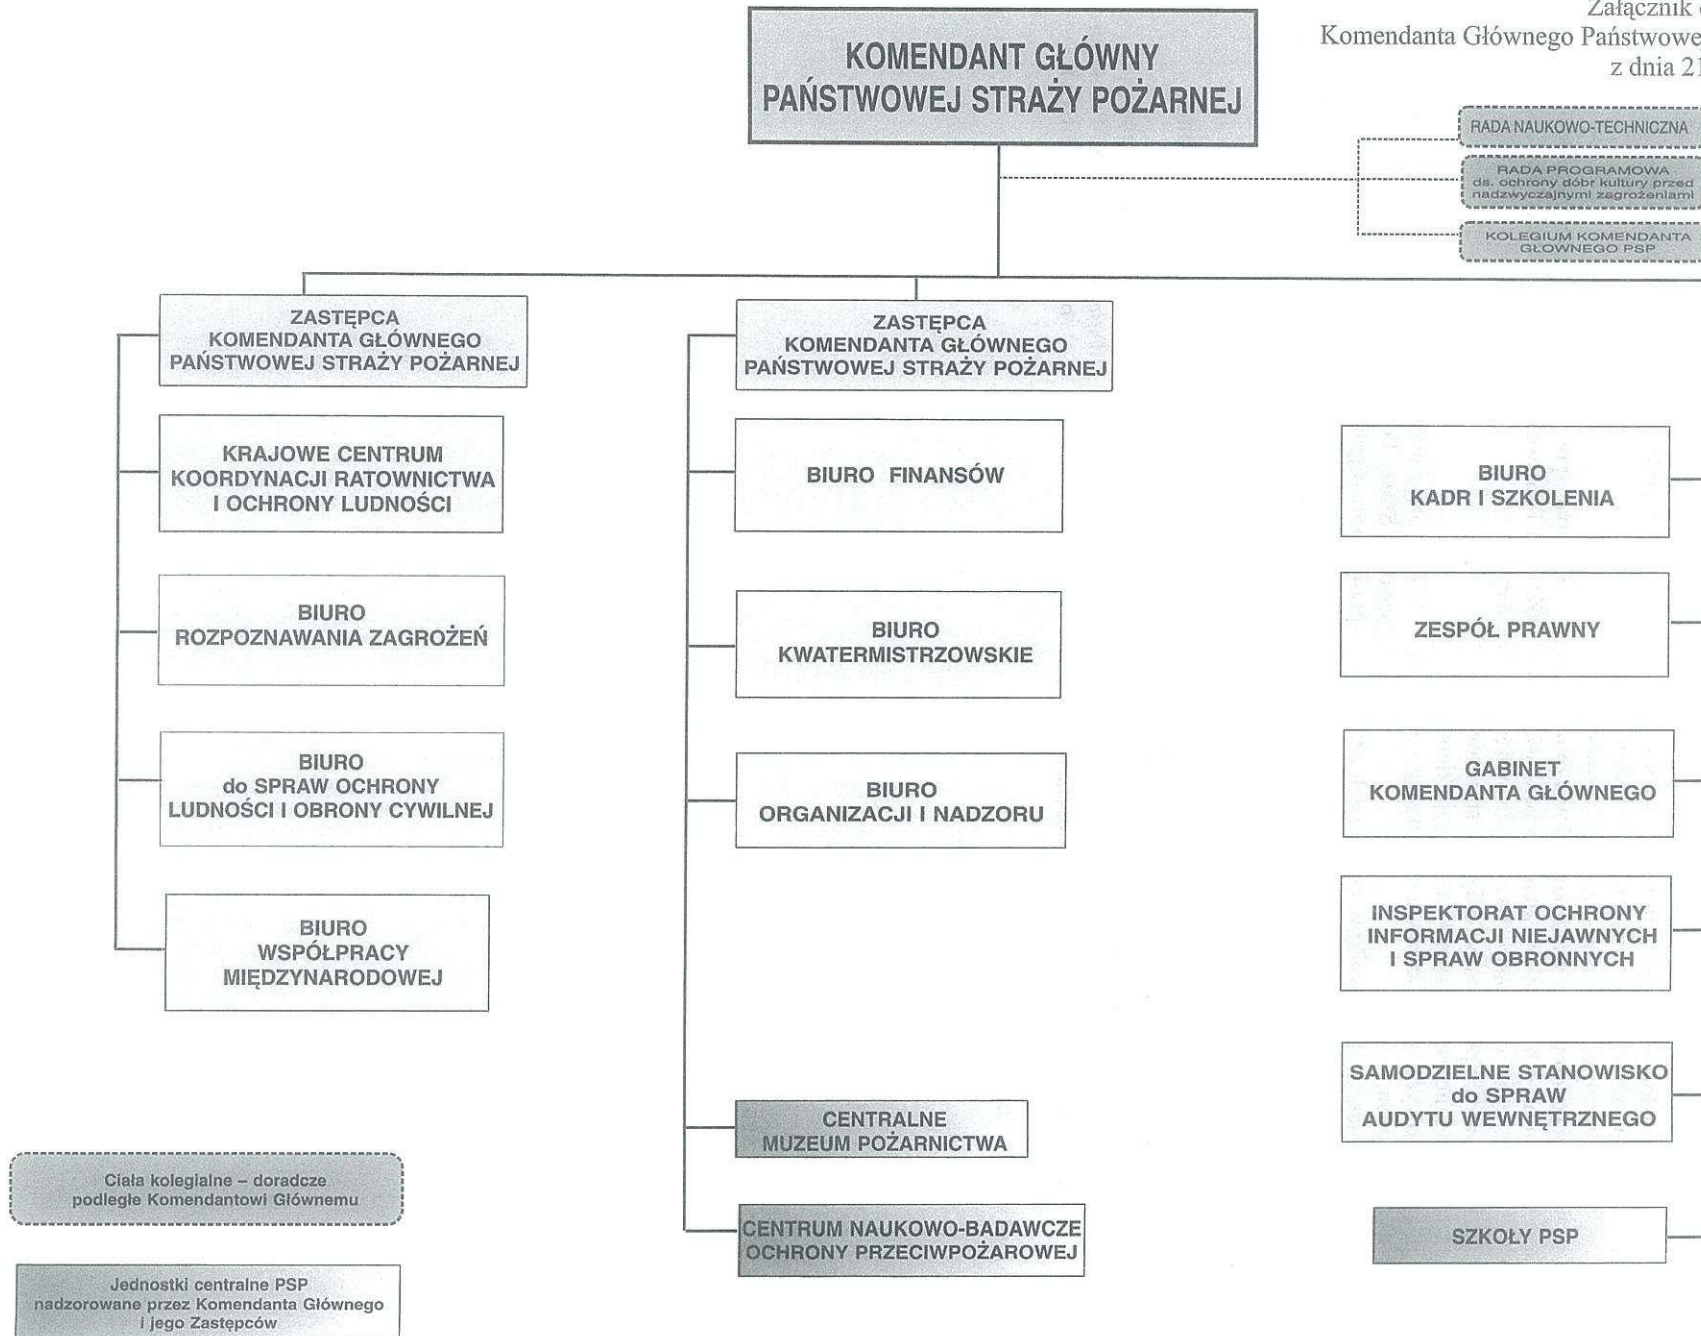 Załącznik
Komendanta Głównego Państwowe
z dnia 21
KOMENDANT GŁÓWNY
PAŃSTWOWEJ STRAŻY POŻARNEJ
RADA NAUKOWO-TECHNICZNA
RADA PROGRAMOWA
ds. ochrony dóbr kultury przed
nadzwyczajnymi zagrożeniami
KOLEGIUM KOMENDANTA
GŁOWNEGO PSP
ZASTĘPCA
KOMENDANTA GŁÓWNEGO
PAŃSTWOWEJ STRAŻY POŻARNEJ
KRAJOWE CENTRUM
KOORDYNACJI RATOWNICTWA
I OCHRONY LUDNOŚCI
BIURO
ROZPOZNAWANIA ZAGROŻEŃ
BIURO
do SPRAW OCHRONY
LUDNOŚCI I OBRONY CYWILNEJ
BIURO
WSPÓŁPRACY
MIĘDZYNARODOWEJ
ZASTĘPCA
KOMENDANTA GŁÓWNEGO
PAŃSTWOWEJ STRAŻY POŻARNEJ
BIURO FINANSÓW
BIURO
KWATERMISTRZOWSKIE
BIURO
ORGANIZACJI I NADZORU
CENTRALNE
MUZEUM POŻARNICTWA
CENTRUM NAUKOWO-BADAWCZE
OCHRONY PRZECIWPOŻAROWEJ
BIURO
KADR I SZKOLENIA
ZESPÓŁ PRAWNY
GABINET
KOMENDANTA GŁÓWNEGO
INSPEKTORAT OCHRONY
INFORMACJI NIEJAWNYCH
I SPRAW OBRONNYCH
SAMODZIELNE STANOWISKO
do SPRAW
AUDYTU WEWNĘTRZNEGO
SZKOŁY PSP
Ciała kolegialne – doradcze
podległe Komendantowi Głównemu
Jednostki centralne PSP
nadzorowane przez Komendanta Głównego
i jego Zastępców